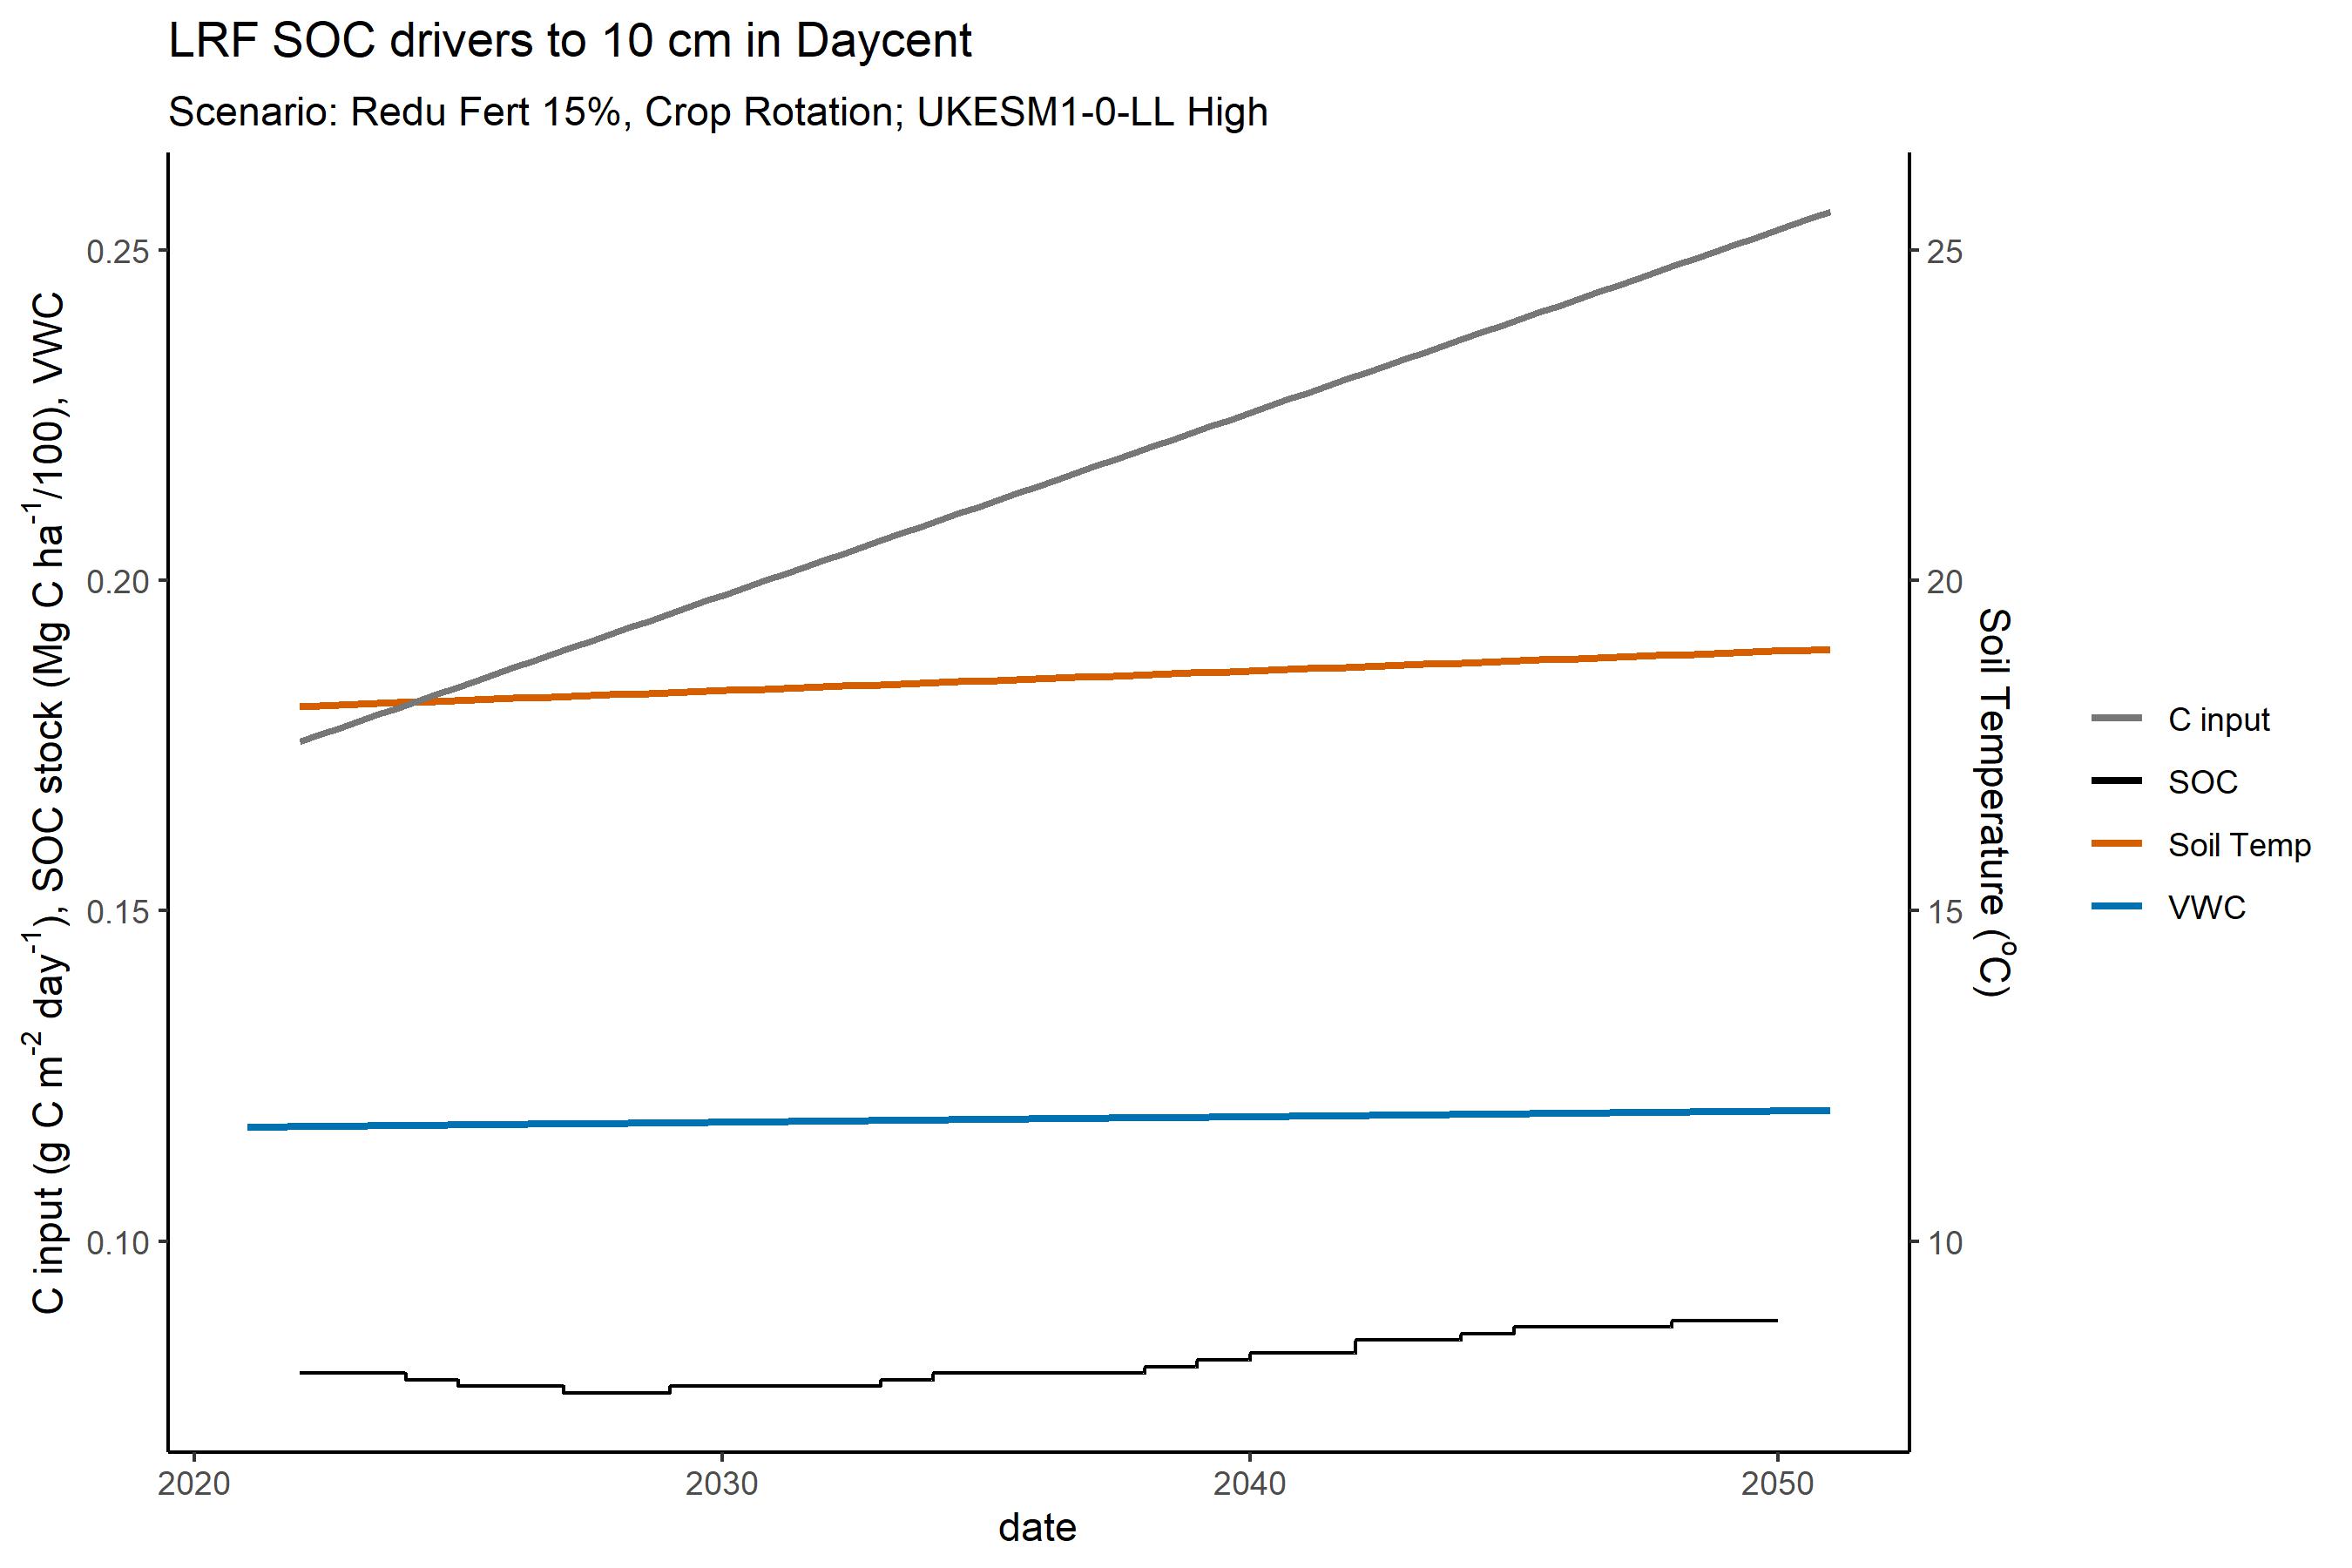 LRF SOC drivers to 10 cm in Daycent
Scenario: Redu Fert 15%, Crop Rotation; UKESM1-0-LL High
C input (g C m⁻² day⁻¹), SOC stock (Mg C ha⁻¹/100), VWC
0.25
0.20
0.15
0.10
25
20
15
10
Soil Temperature (°C)
C input
SOC
Soil Temp
VWC
2020
2030
2040
2050
date